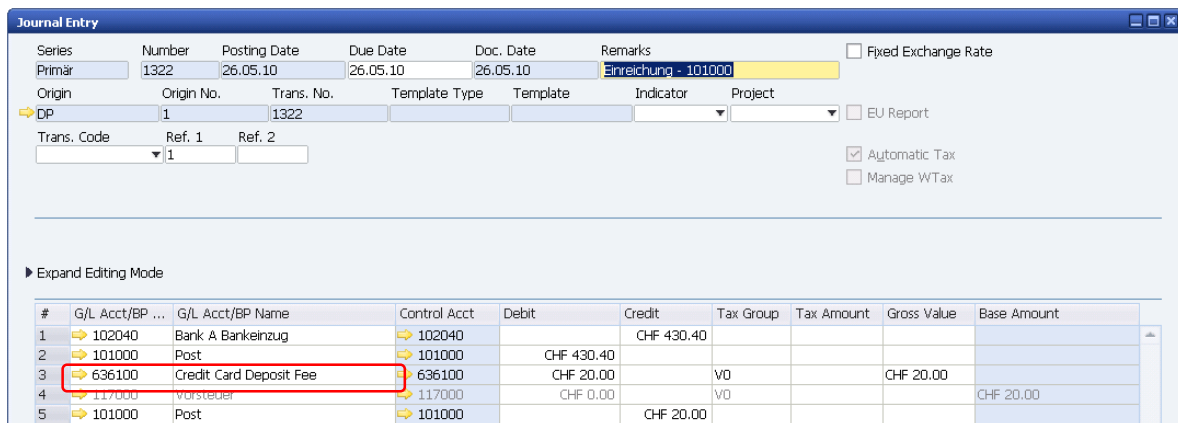 Journal Entry
Series Number Posting Date Due Date Doc. Date Remarks Fixed Exchange Rate
Primär 1322 26.05.10 26.05.10 26.05.10 Einreichung - 101000
Origin Origin No. Trans. No. Template Type Template Indicator Project
DP 1 1322 EU Report
Trans. Code Ref. 1 Ref. 2
1 Automatic Tax
Manage WTax
Expand Editing Mode
# G/L Acct/BP ... G/L Acct/BP Name Control Acct Debit Credit Tax Group Tax Amount Gross Value Base Amount
1 102040 Bank A Bankeinzug 102040 CHF 430.40
2 101000 Post 101000 CHF 430.40
3 636100 Credit Card Deposit Fee 636100 CHF 20.00 V0 CHF 20.00
4 117000 Vorsteuer 117000 CHF 0.00 V0 CHF 20.00
5 101000 Post 101000 CHF 20.00